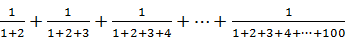 1/(1+2) + 1/(1+2+3) + 1/(1+2+3+4) + ⋯ + 1/(1+2+3+4+⋯+100)